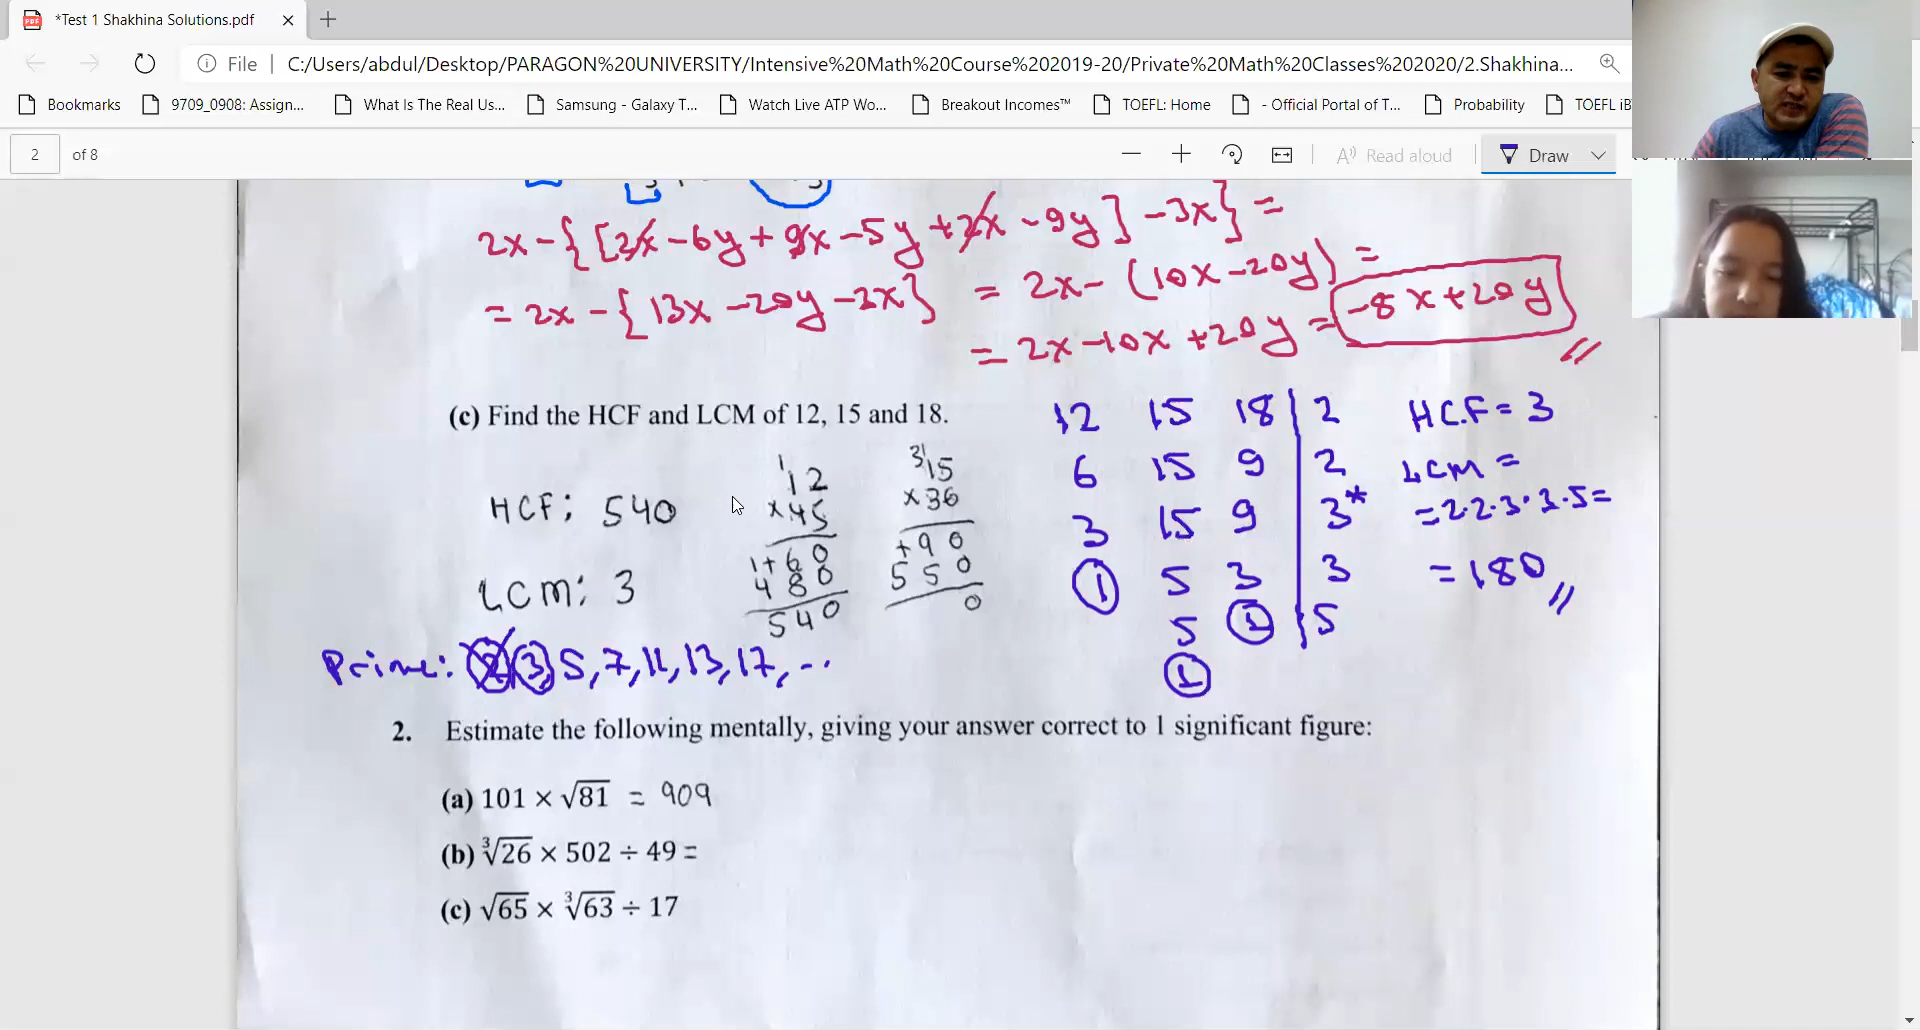 *Test 1 Shakhina Solutions.pdf
File
C:/Users/abdul/Desktop/PARAGON%20UNIVERSITY/Intensive%20Math%20Course%202019-20/Private%20Math%20Classes%202020/2.Shakhina...
Bookmarks 9709_0908: Assign... What Is The Real Us... Samsung - Galaxy T... Watch Live ATP Wo... Breakout Incomes™ TOEFL: Home - Official Portal of T... Probability TOEFL iB
2 of 8 Read aloud Draw
2x-{[2x-6y+9x-5y+2x-9y]-3x}=
=2x-{13x-20y-3x} = 2x-(10x-20y)=
=2x-10x+20y=-8x+20y
(c) Find the HCF and LCM of 12, 15 and 18.
HCF: 540
LCM: 3
12
×45
+60
480
540
15
×36
+90
550
0
12 15 18 | 2
6 15 9 | 2
3 15 9 | 3*
1 5 3 | 3
5 1 | 5
1
HCF=3
LCM=
=2·2·3·3·5=
=180
Prime: 2, 3, 5, 7, 11, 13, 17, ...
2. Estimate the following mentally, giving your answer correct to 1 significant figure:
(a) 101 × √81 = 909
(b) ∛26 × 502 ÷ 49 =
(c) √65 × ∛63 ÷ 17